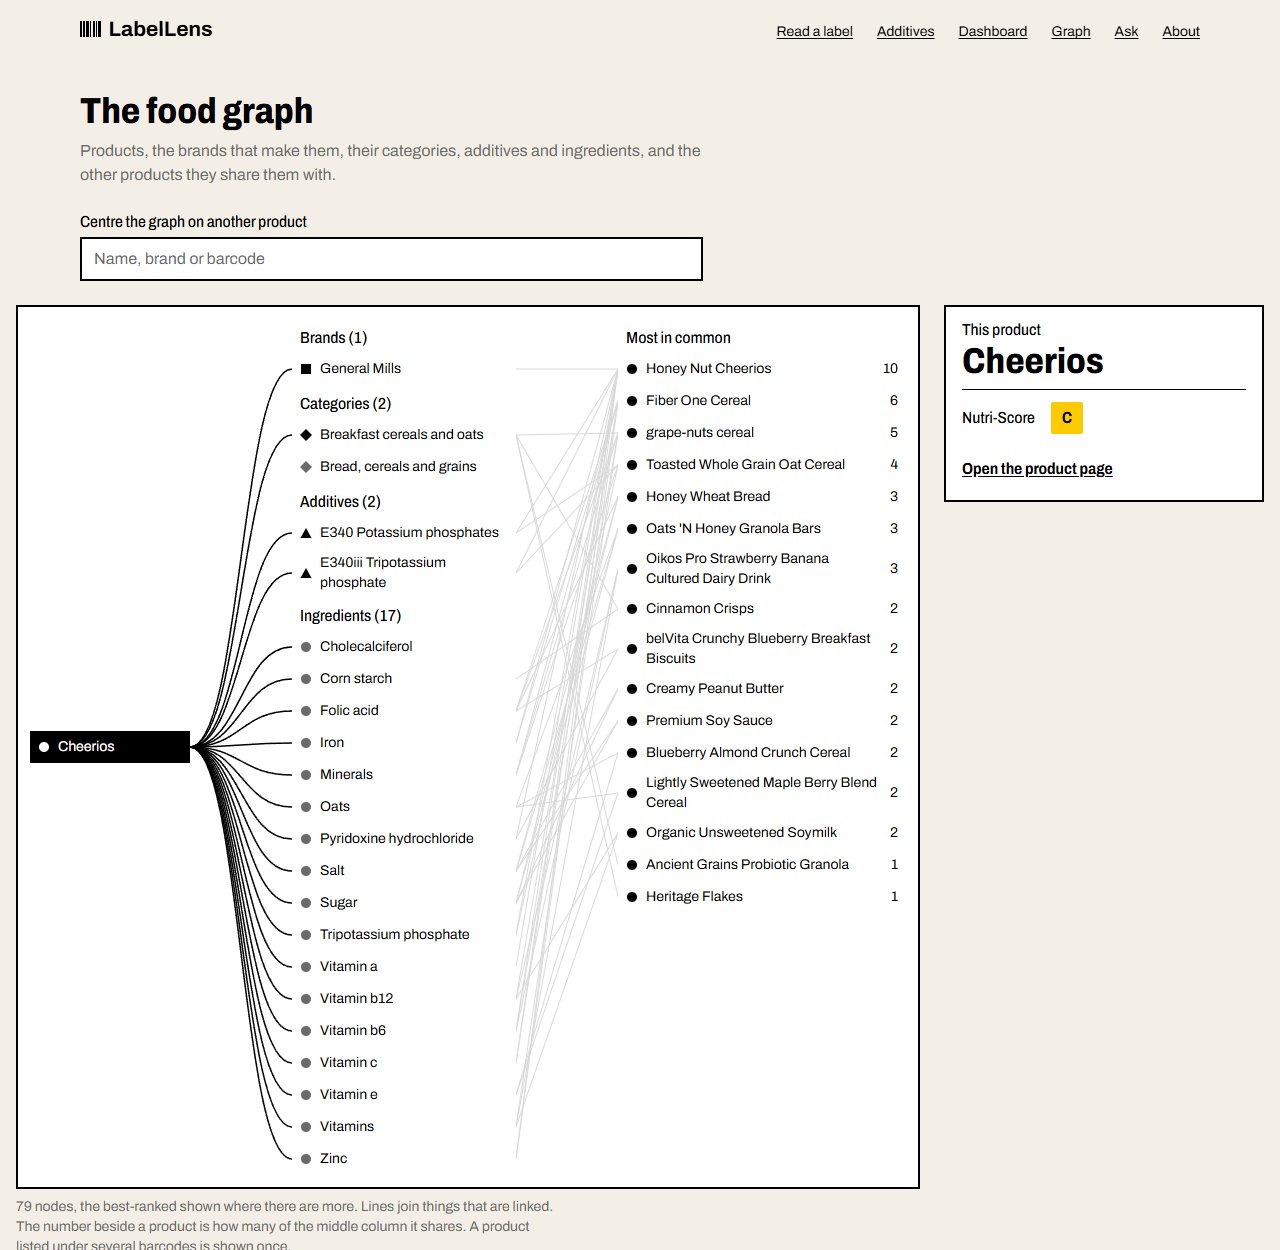 LabelLens
Read a label
Additives
Dashboard
Graph
Ask
About
The food graph
Products, the brands that make them, their categories, additives and ingredients, and the
other products they share them with.
Centre the graph on another product
Name, brand or barcode
Cheerios
Brands (1)
General Mills
Categories (2)
Breakfast cereals and oats
Bread, cereals and grains
Additives (2)
E340 Potassium phosphates
E340iii Tripotassium
phosphate
Ingredients (17)
Cholecalciferol
Corn starch
Folic acid
Iron
Minerals
Oats
Pyridoxine hydrochloride
Salt
Sugar
Tripotassium phosphate
Vitamin a
Vitamin b12
Vitamin b6
Vitamin c
Vitamin e
Vitamins
Zinc
Most in common
Honey Nut Cheerios 10
Fiber One Cereal 6
grape-nuts cereal 5
Toasted Whole Grain Oat Cereal 4
Honey Wheat Bread 3
Oats 'N Honey Granola Bars 3
Oikos Pro Strawberry Banana
Cultured Dairy Drink 3
Cinnamon Crisps 2
belVita Crunchy Blueberry Breakfast
Biscuits 2
Creamy Peanut Butter 2
Premium Soy Sauce 2
Blueberry Almond Crunch Cereal 2
Lightly Sweetened Maple Berry Blend
Cereal 2
Organic Unsweetened Soymilk 2
Ancient Grains Probiotic Granola 1
Heritage Flakes 1
This product
Cheerios
Nutri-Score C
Open the product page
79 nodes, the best-ranked shown where there are more. Lines join things that are linked.
The number beside a product is how many of the middle column it shares. A product
listed under several barcodes is shown once.